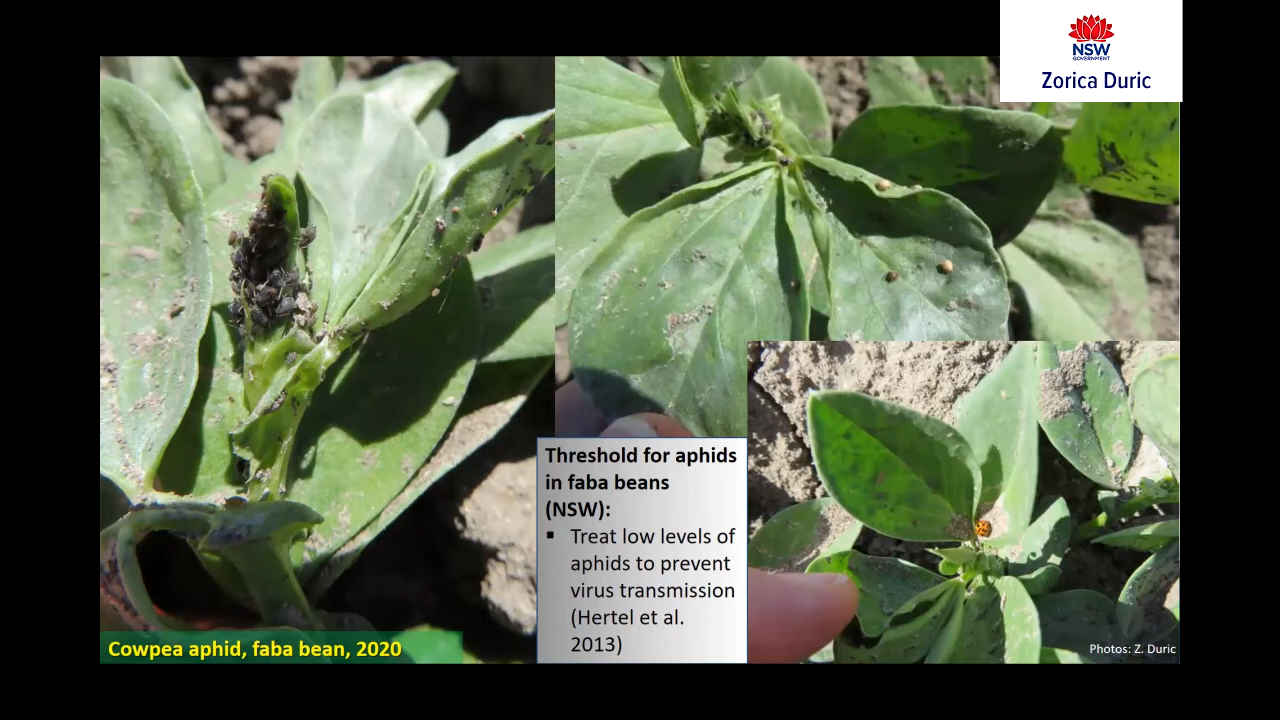 NSW
GOVERNMENT
Zorica Duric
Threshold for aphids
in faba beans
(NSW):
▪ Treat low levels of
aphids to prevent
virus transmission
(Hertel et al.
2013)
Cowpea aphid, faba bean, 2020
Photos: Z. Duric